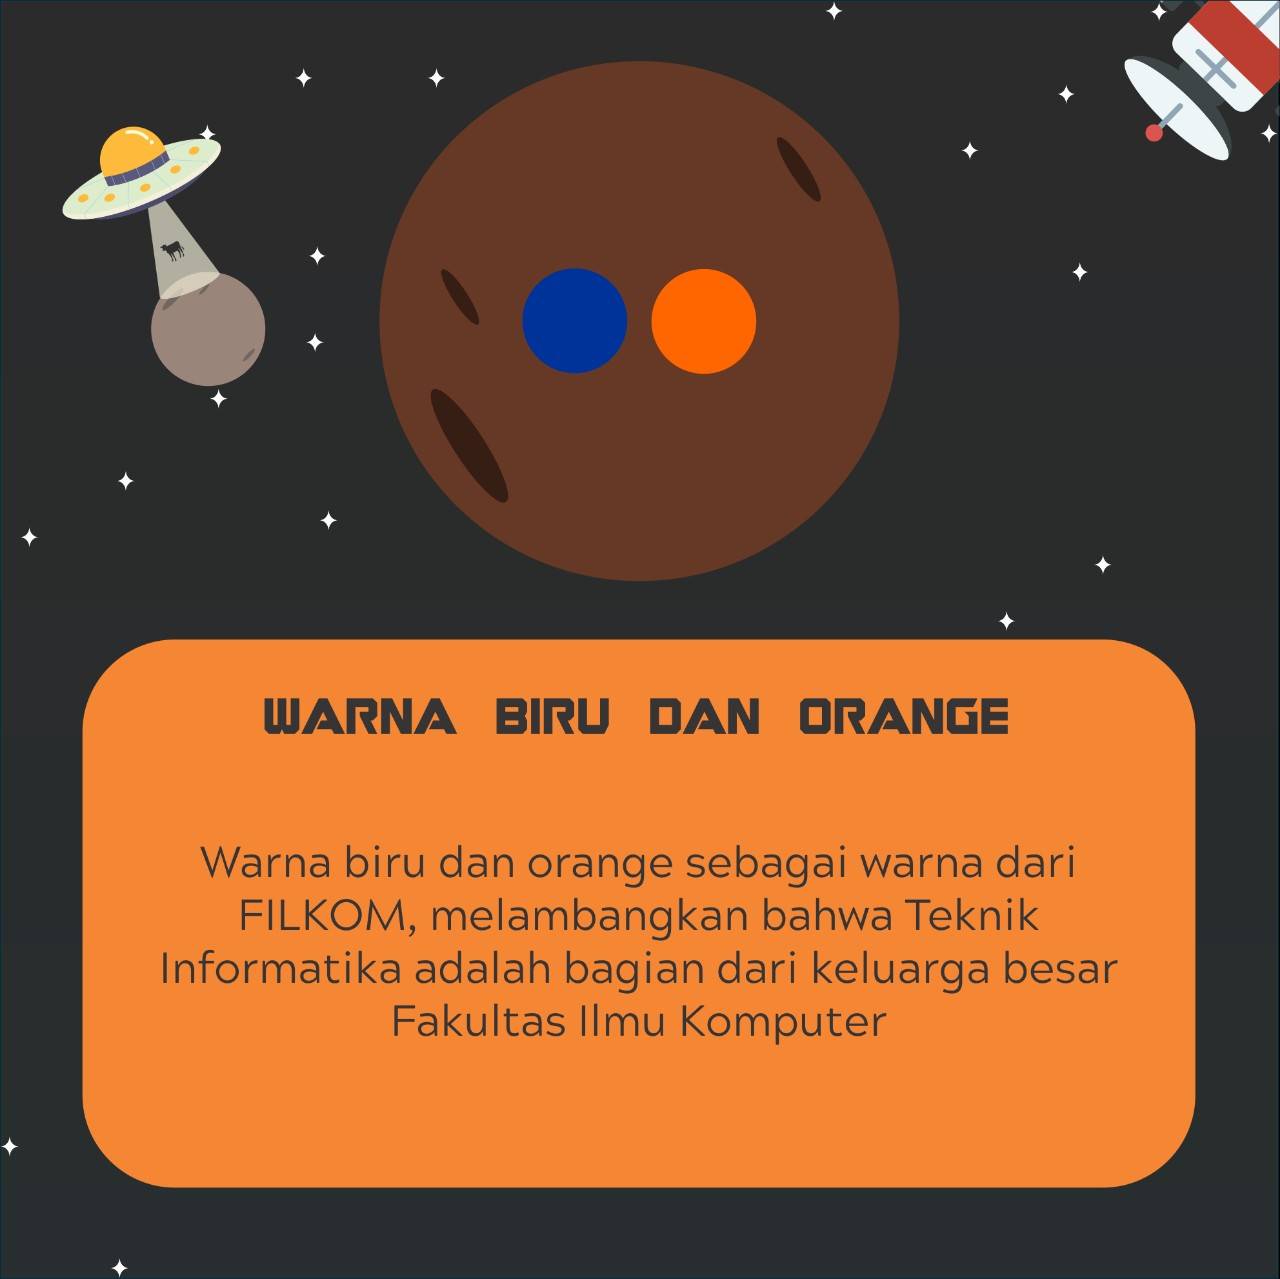 WARNA BIRU DAN ORANGE
Warna biru dan orange sebagai warna dari
FILKOM, melambangkan bahwa Teknik
Informatika adalah bagian dari keluarga besar
Fakultas Ilmu Komputer